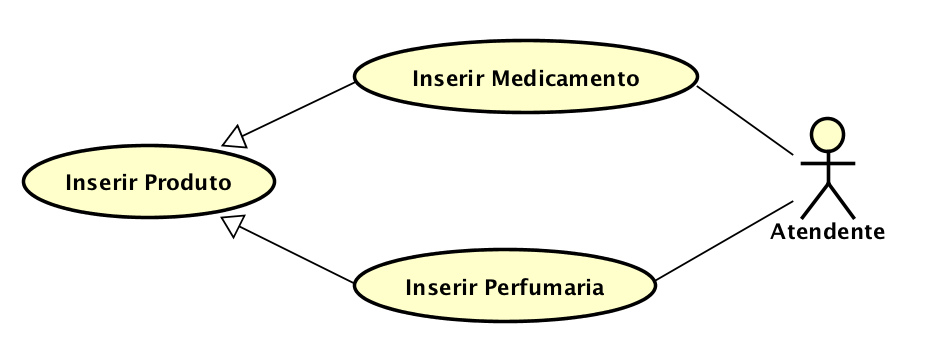 Inserir Medicamento
Inserir Produto
Atendente
Inserir Perfumaria